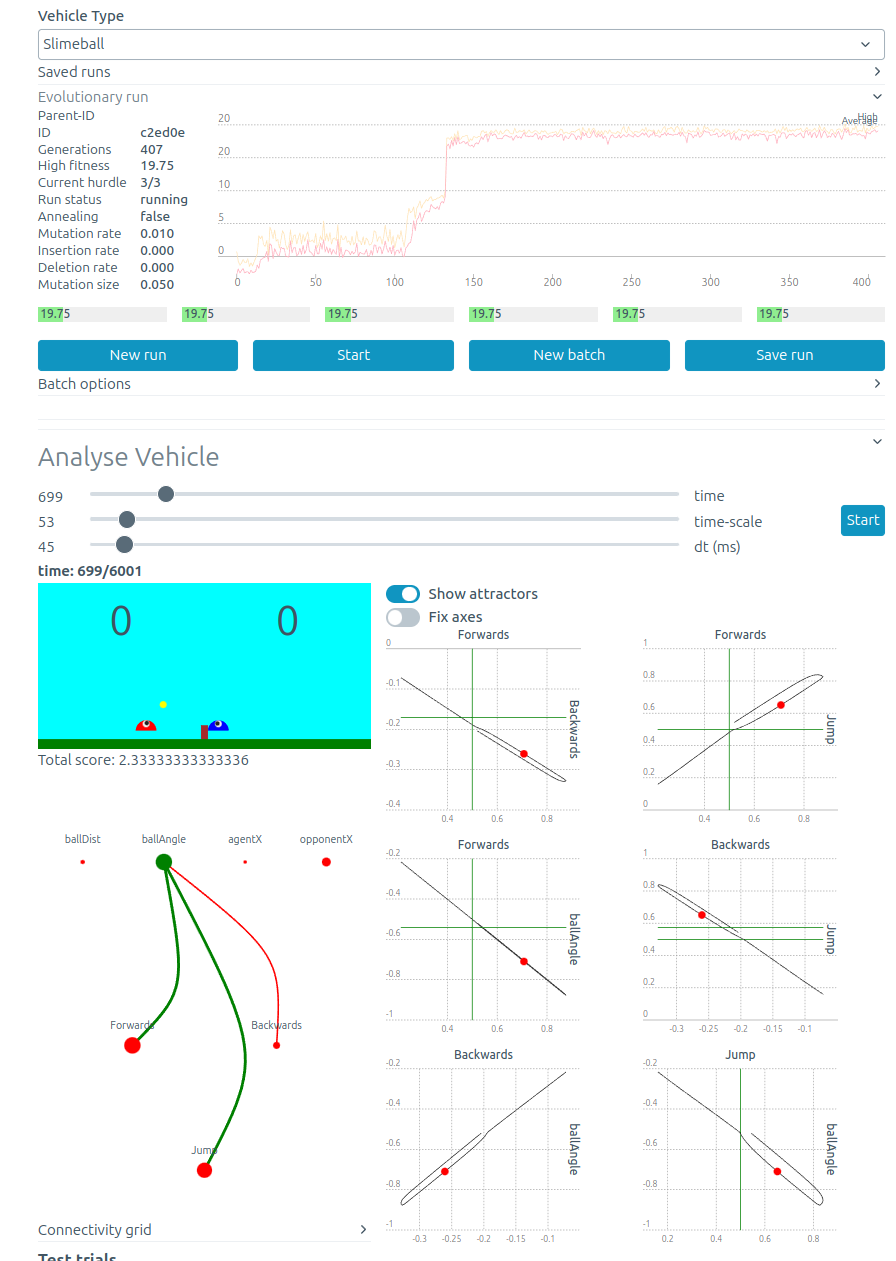 Vehicle Type
Slimeball
Saved runs
Evolutionary run
Parent-ID
ID c2ed0e
Generations 407
High fitness 19.75
Current hurdle 3/3
Run status running
Annealing false
Mutation rate 0.010
Insertion rate 0.000
Deletion rate 0.000
Mutation size 0.050
20
20
10
5
0
High
Average
0 50 100 150 200 250 300 350 400
19.75 19.75 19.75 19.75 19.75 19.75
New run Start New batch Save run
Batch options
Analyse Vehicle
699 time
53 time-scale
Start
45 dt (ms)
time: 699/6001
0 0
Total score: 2.33333333333336
Show attractors
Fix axes
Forwards
0
-0.1
-0.2
-0.3
-0.4
Backwards
0.4 0.6 0.8
Forwards
1
0.8
0.6
0.4
0.2
0
Jump
0.4 0.6 0.8
ballDist ballAngle agentX opponentX
Forwards Backwards
Jump
Forwards
-0.2
-0.4
-0.6
-0.8
-1
ballAngle
0.4 0.6 0.8
Backwards
1
0.8
0.6
0.4
0.2
0
Jump
-0.3 -0.25 -0.2 -0.15 -0.1
Backwards
-0.2
-0.4
-0.6
-0.8
-1
ballAngle
-0.3 -0.25 -0.2 -0.15 -0.1
Jump
-0.2
-0.4
-0.6
-0.8
-1
ballAngle
0.2 0.4 0.6 0.8
Connectivity grid
Test trials